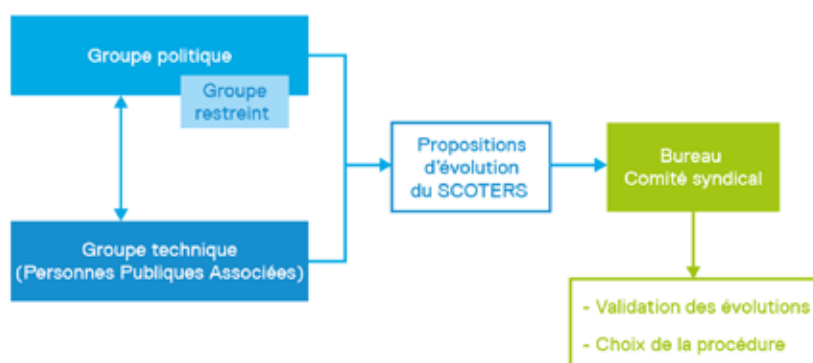 Groupe politique
Groupe
restreint
Groupe technique
(Personnes Publiques Associées)
Propositions
d'évolution
du SCOTERS
Bureau
Comité syndical
- Validation des évolutions
- Choix de la procédure